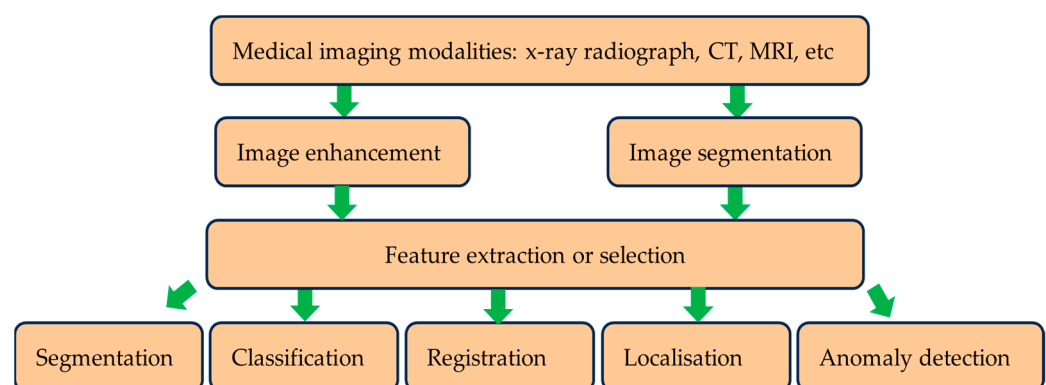 Medical imaging modalities: x-ray radiograph, CT, MRI, etc
Image enhancement
Image segmentation
Feature extraction or selection
Segmentation
Classification
Registration
Localisation
Anomaly detection